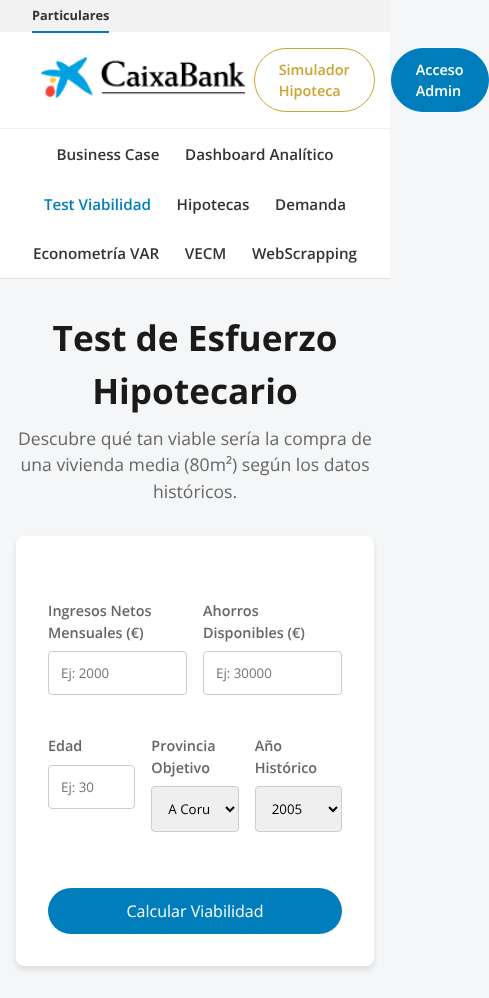 Particulares
CaixaBank
Simulador
Hipoteca
Acceso
Admin
Business Case Dashboard Analítico
Test Viabilidad Hipotecas Demanda
Econometría VAR VECM WebScrapping
Test de Esfuerzo
Hipotecario
Descubre qué tan viable sería la compra de
una vivienda media (80m²) según los datos
históricos.
Ingresos Netos
Mensuales (€)
Ahorros
Disponibles (€)
Ej: 2000
Ej: 30000
Edad
Provincia
Objetivo
Año
Histórico
Ej: 30
A Coru
2005
Calcular Viabilidad